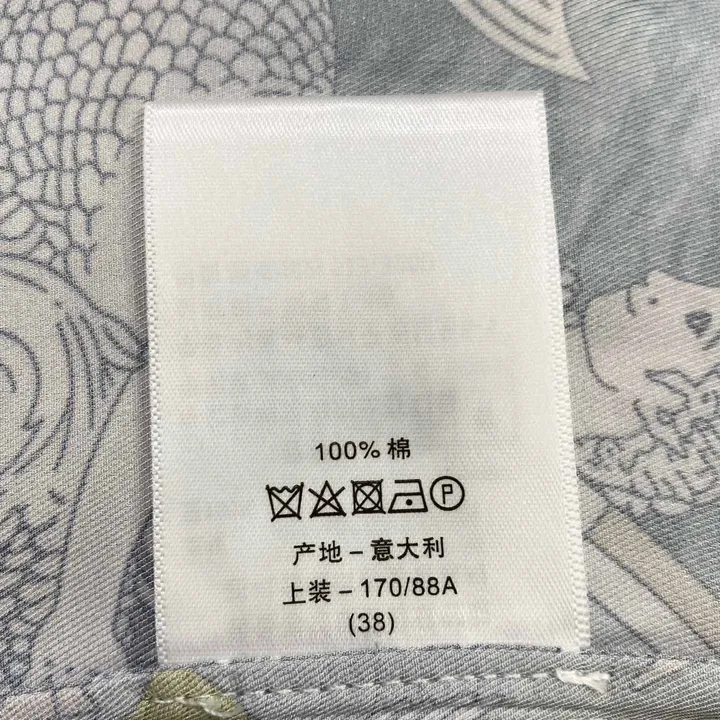 100% 棉
P
产地 – 意大利
上装 – 170/88A
(38)